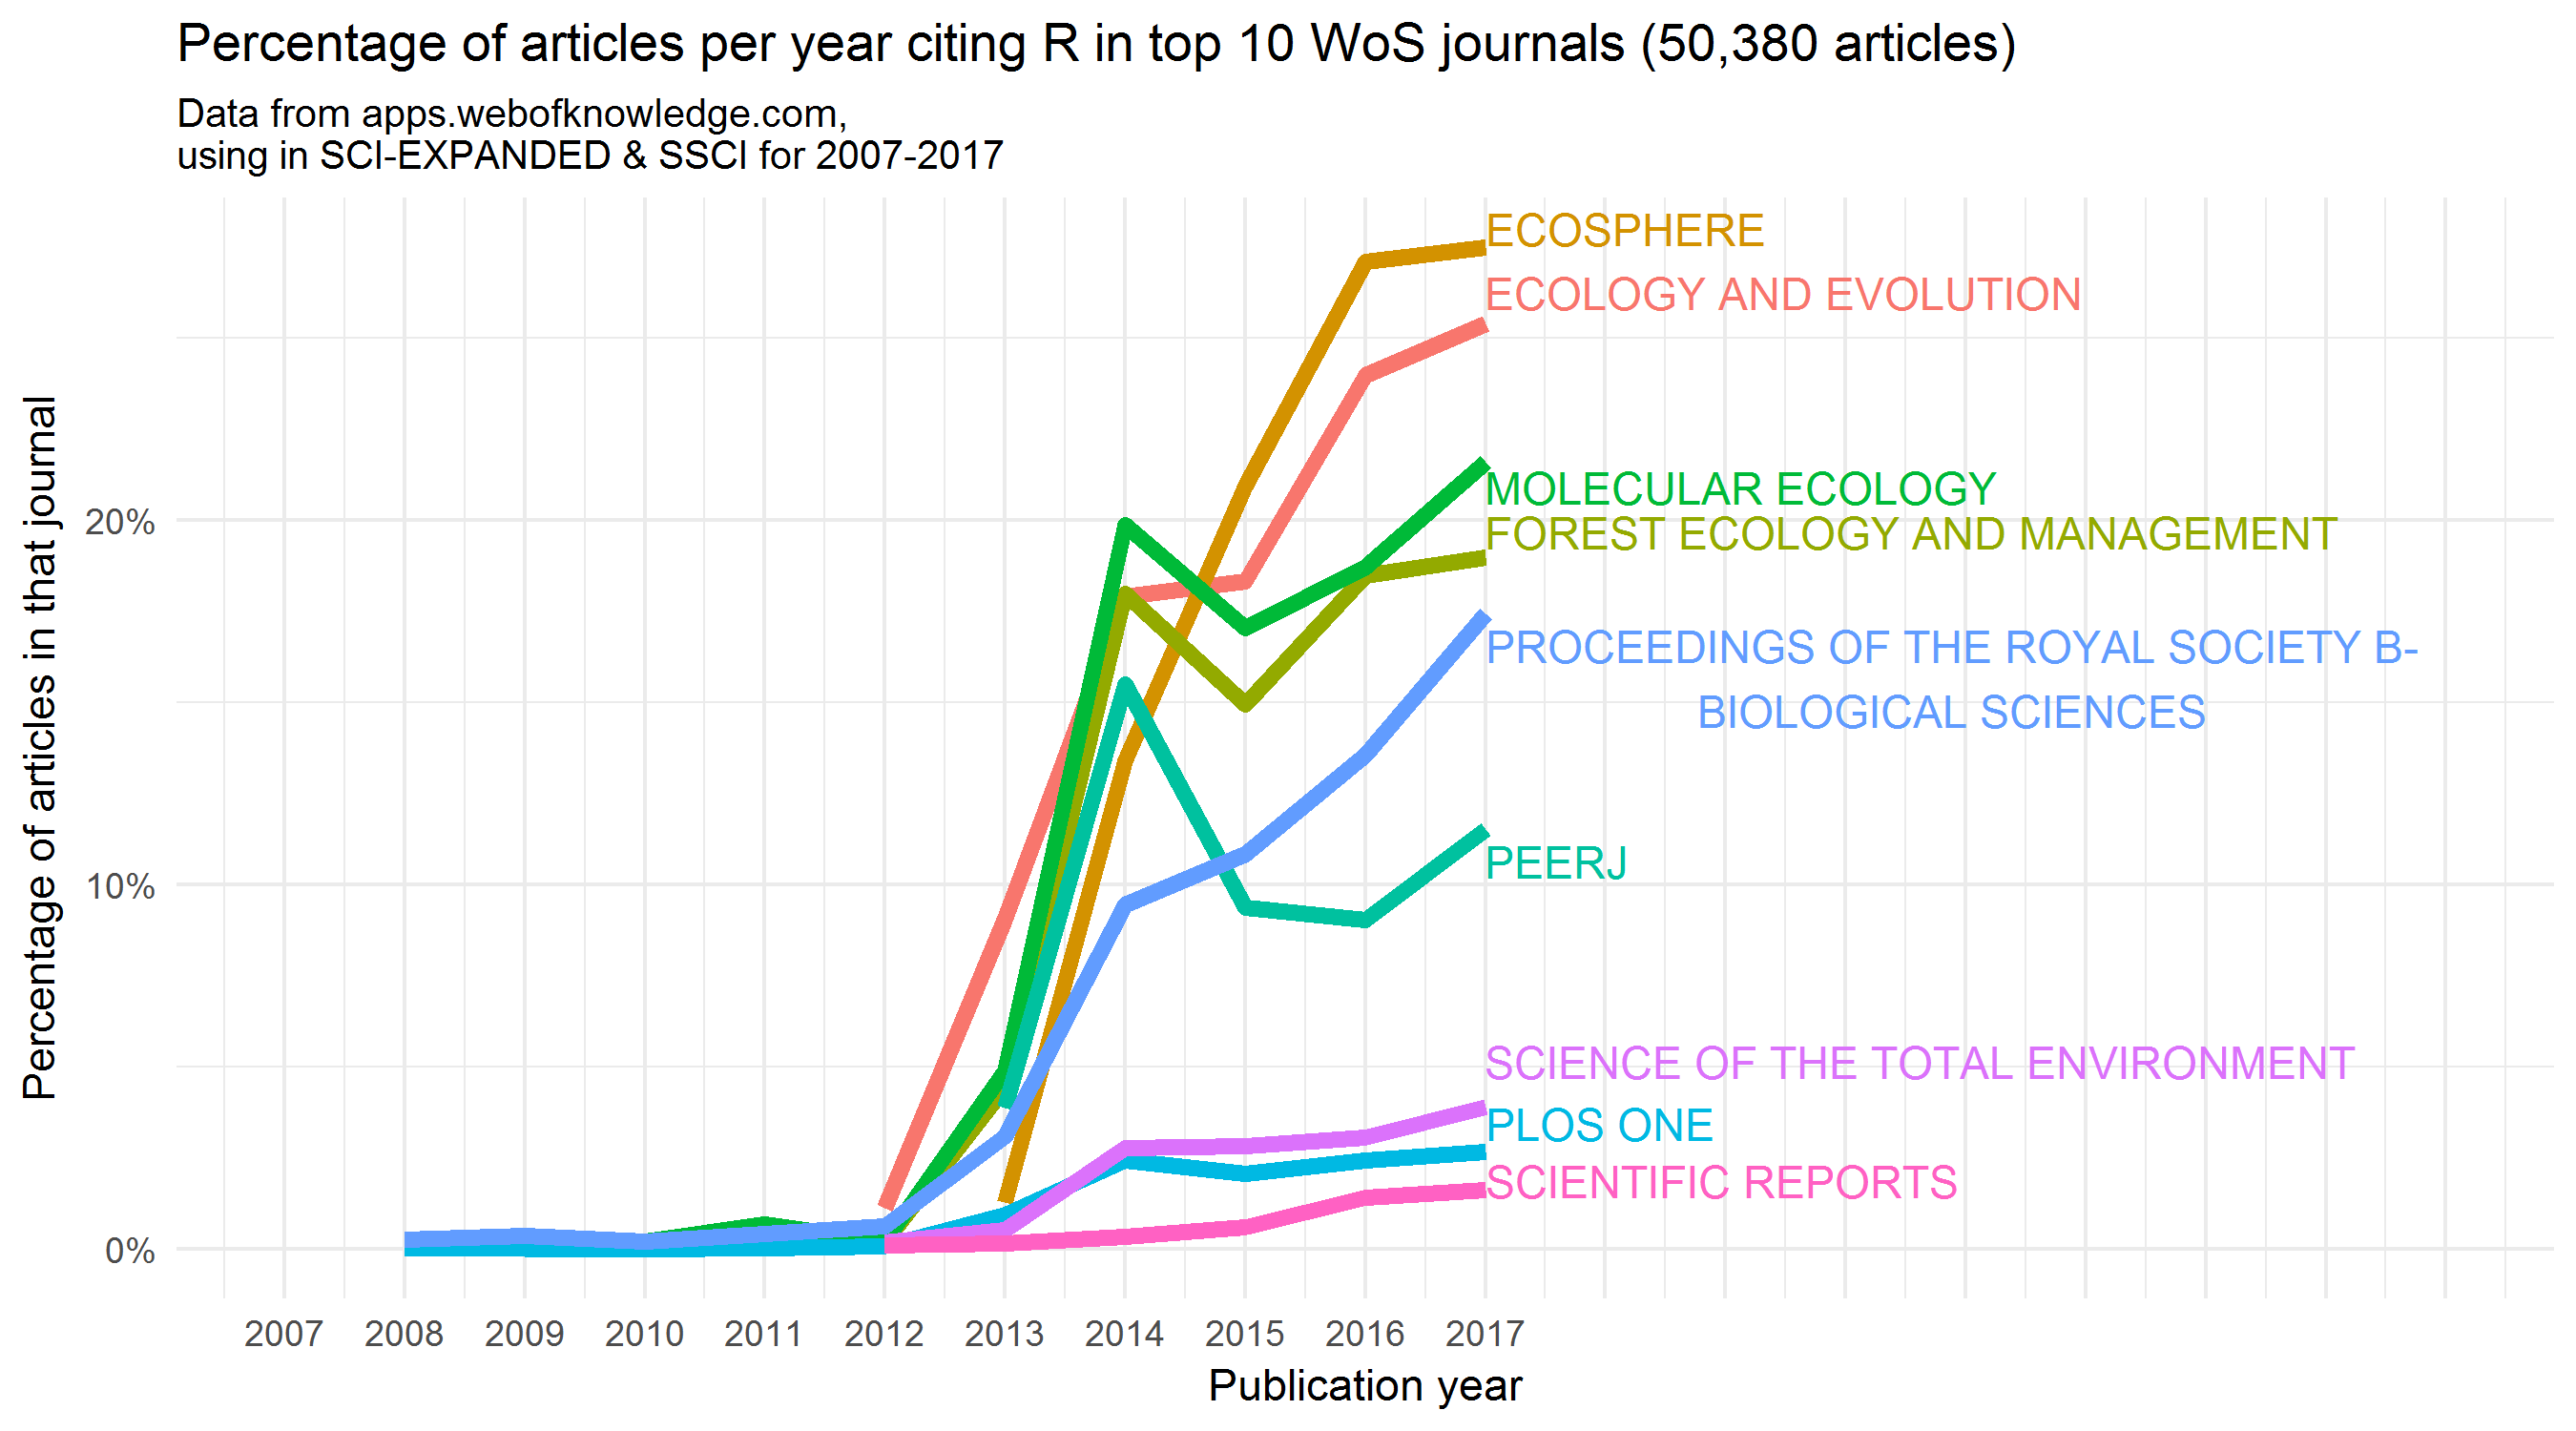 Percentage of articles per year citing R in top 10 WoS journals (50,380 articles)
Data from apps.webofknowledge.com,
using in SCI-EXPANDED & SSCI for 2007-2017
Percentage of articles in that journal
20%
10%
0%
ECOSPHERE
ECOLOGY AND EVOLUTION
MOLECULAR ECOLOGY
FOREST ECOLOGY AND MANAGEMENT
PROCEEDINGS OF THE ROYAL SOCIETY B-
BIOLOGICAL SCIENCES
PEERJ
SCIENCE OF THE TOTAL ENVIRONMENT
PLOS ONE
SCIENTIFIC REPORTS
2007 2008 2009 2010 2011 2012 2013 2014 2015 2016 2017
Publication year